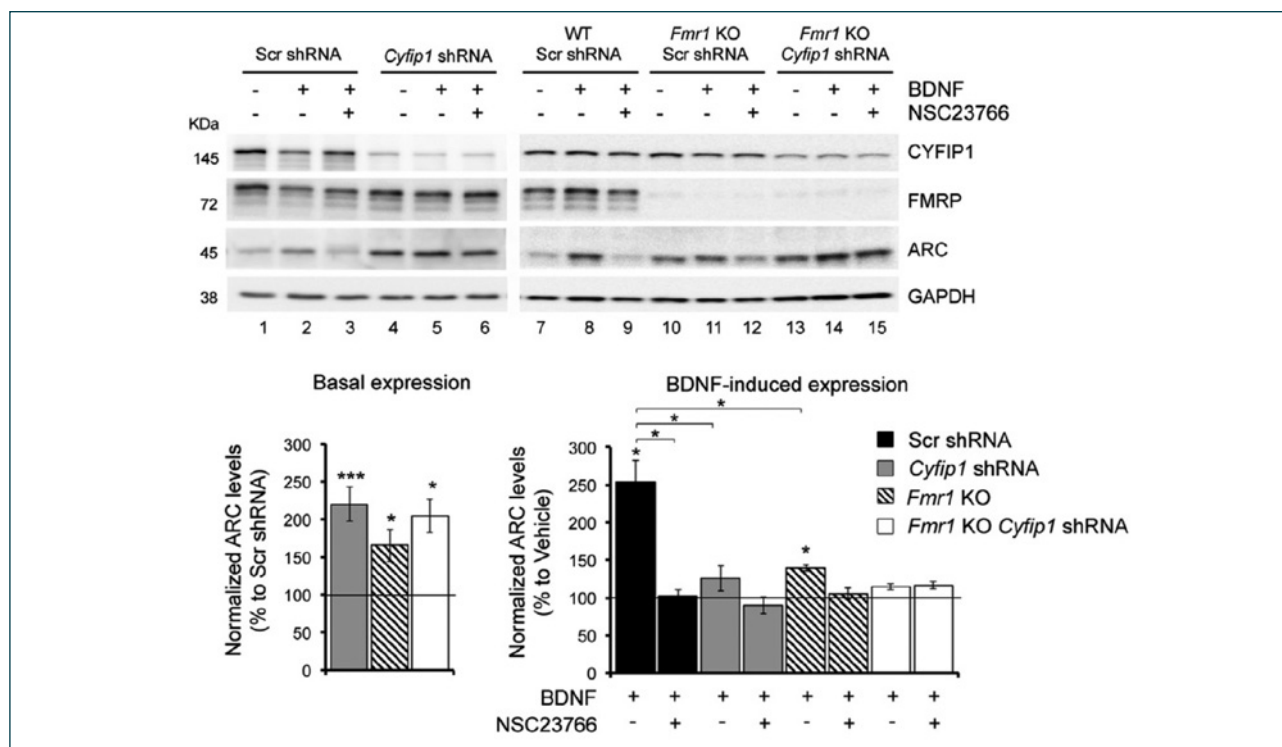 Scr shRNA Cyfip1 shRNA WT Scr shRNA Fmr1 KO Scr shRNA Fmr1 KO Cyfip1 shRNA
- + + - + + - + + - + + - + + BDNF
- - + - - + - - + - - + - - + NSC23766
KDa
145 CYFIP1
72 FMRP
45 ARC
38 GAPDH
1 2 3 4 5 6 7 8 9 10 11 12 13 14 15
Basal expression
Normalized ARC levels
(% to Scr shRNA)
300
250
200
150
100
50
0
***
*
*
BDNF-induced expression
Normalized ARC levels
(% to Vehicle)
300
250
200
150
100
50
0
*
*
*
*
*
Scr shRNA
Cyfip1 shRNA
Fmr1 KO
Fmr1 KO Cyfip1 shRNA
BDNF + + + + + + + +
NSC23766 - + - + - + - +